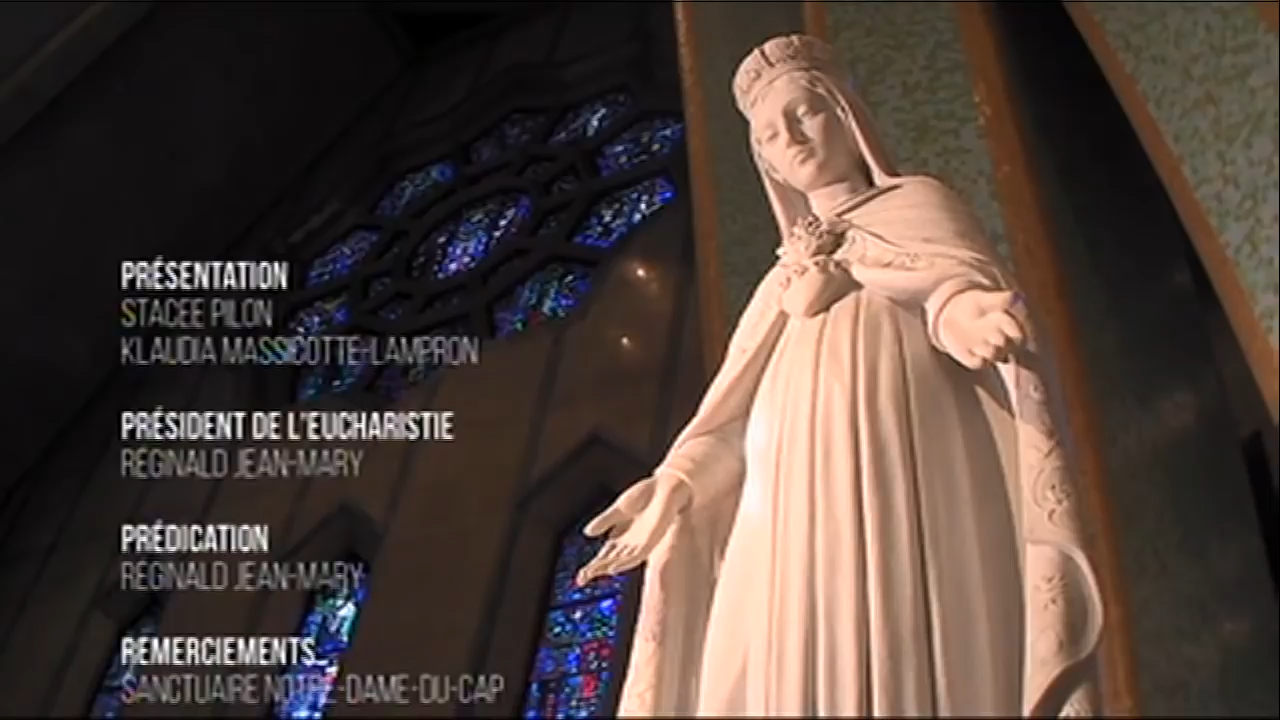 PRÉSENTATION
STACEE PILON
KLAUDIA MASSICOTTE-LAMPRON
PRÉSIDENT DE L'EUCHARISTIE
RÉGINALD JEAN-MARY
PRÉDICATION
RÉGINALD JEAN-MARY
REMERCIEMENTS
SANCTUAIRE NOTRE-DAME-DU-CAP